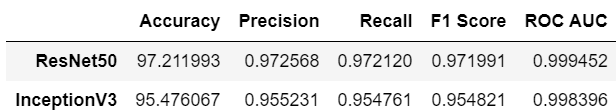 Accuracy Precision Recall F1 Score ROC AUC
ResNet50 97.211993 0.972568 0.972120 0.971991 0.999452
InceptionV3 95.476067 0.955231 0.954761 0.954821 0.998396